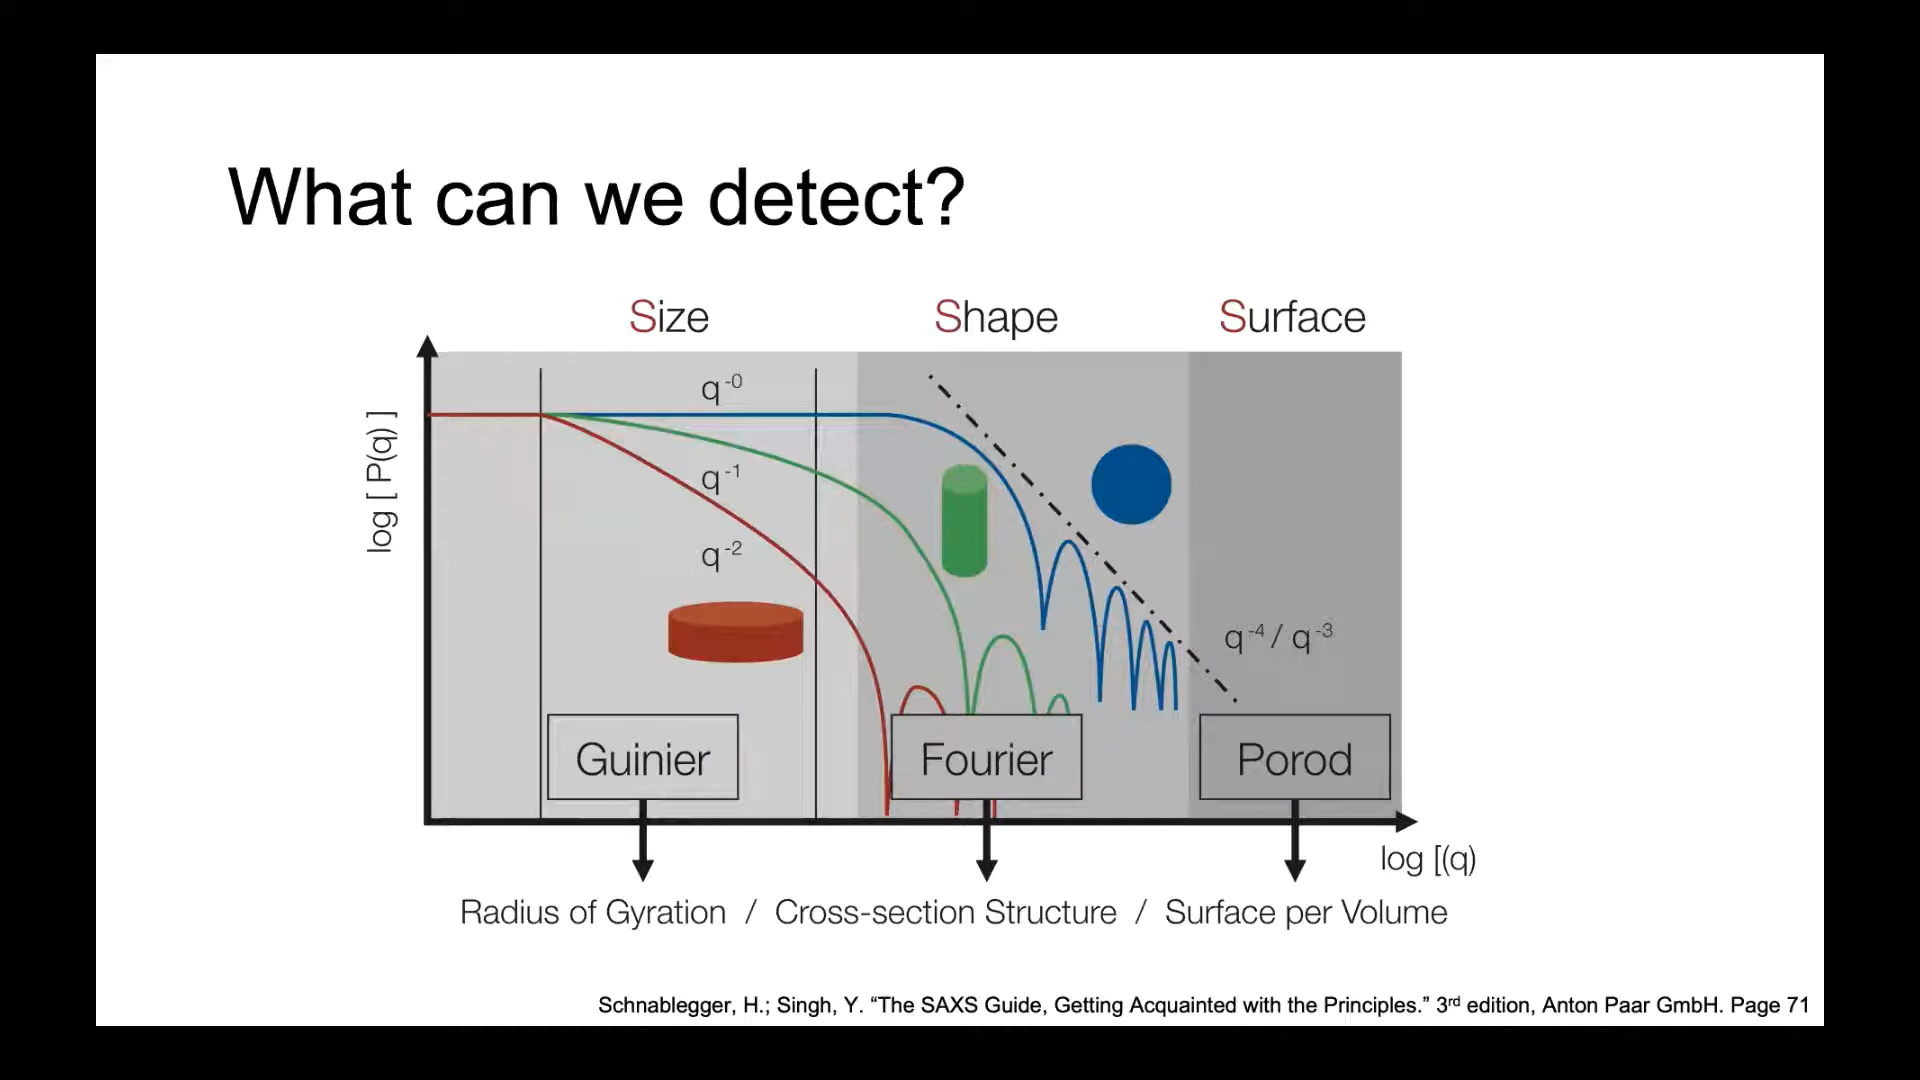 What can we detect?
Size Shape Surface
log [ P(q) ]
q-0
q-1
q-2
q-4 / q-3
Guinier Fourier Porod
log [(q)
Radius of Gyration / Cross-section Structure / Surface per Volume
Schnablegger, H.; Singh, Y. “The SAXS Guide, Getting Acquainted with the Principles.” 3rd edition, Anton Paar GmbH. Page 71